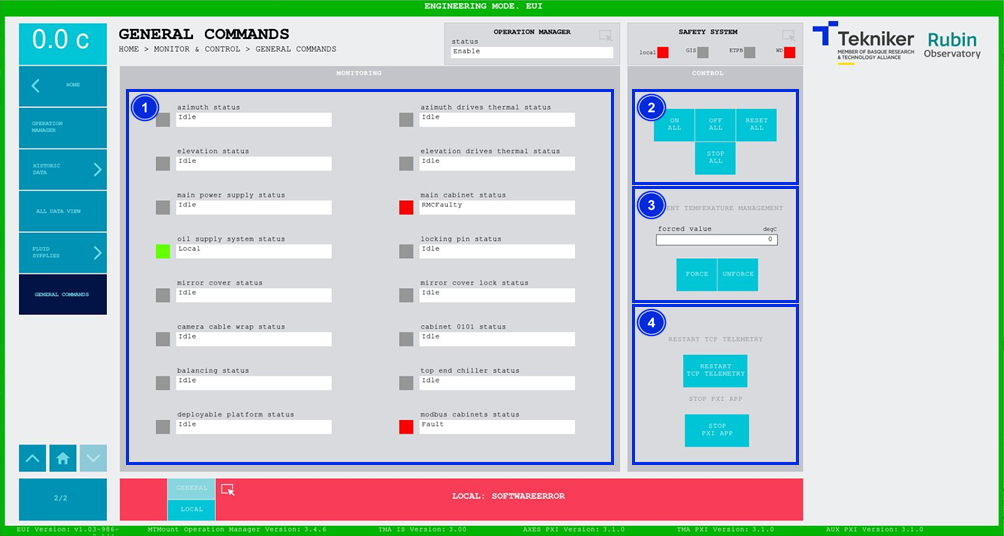 ENGINEERING MODE. EUI
0.0 c
GENERAL COMMANDS
HOME > MONITOR & CONTROL > GENERAL COMMANDS
OPERATION MANAGER
status
Enable
SAFETY SYSTEM
local
GIS
ETPB
WD
Tekniker
MEMBER OF BASQUE RESEARCH
& TECHNOLOGY ALLIANCE
Rubin
Observatory
HOME
OPERATION
MANAGER
HISTORIC
DATA
ALL DATA VIEW
FLUID
SUPPLIES
GENERAL COMMANDS
2/2
MONITORING
1
azimuth status
Idle
azimuth drives thermal status
Idle
elevation status
Idle
elevation drives thermal status
Idle
main power supply status
Idle
main cabinet status
RMCFaulty
oil supply system status
Local
locking pin status
Idle
mirror cover status
Idle
mirror cover lock status
Idle
camera cable wrap status
Idle
cabinet 0101 status
Idle
balancing status
Idle
top end chiller status
Idle
deployable platform status
Idle
modbus cabinets status
Fault
CONTROL
2
ON
ALL
OFF
ALL
RESET
ALL
STOP
ALL
3
TEMPERATURE MANAGEMENT
forced value
degC
0
FORCE
UNFORCE
4
RESTART TCP TELEMETRY
RESTART
TCP TELEMETRY
STOP PXI APP
STOP
PXI APP
GENERAL
LOCAL
LOCAL: SOFTWAREERROR
EUI Version: v1.03-986-
MTMount Operation Manager Version: 3.4.6
TMA IS Version: 3.00
AXES PXI Version: 3.1.0
TMA PXI Version: 3.1.0
AUX PXI Version: 3.1.0